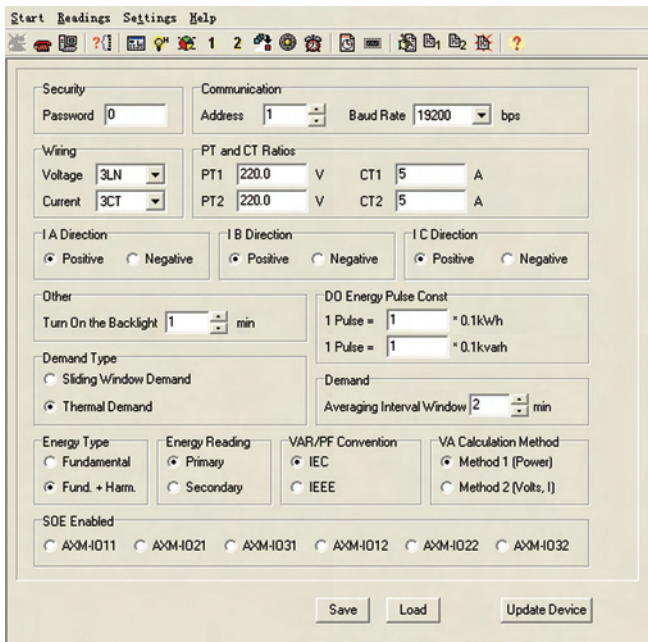 Start Readings Settings Help
?{} 1 2 1 2 ?
Security
Password 0
Communication
Address 1 Baud Rate 19200 bps
Wiring
Voltage 3LN
Current 3CT
PT and CT Ratios
PT1 220.0 V CT1 5 A
PT2 220.0 V CT2 5 A
I A Direction
Positive Negative
I B Direction
Positive Negative
I C Direction
Positive Negative
Other
Turn On the Backlight 1 min
DO Energy Pulse Const
1 Pulse = 1 * 0.1kWh
1 Pulse = 1 * 0.1kvarh
Demand Type
Sliding Window Demand
Thermal Demand
Demand
Averaging Interval Window 2 min
Energy Type
Fundamental
Fund. + Harm.
Energy Reading
Primary
Secondary
VAR/PF Convention
IEC
IEEE
VA Calculation Method
Method 1 (Power)
Method 2 (Volts, I)
SOE Enabled
AXM-IO11 AXM-IO21 AXM-IO31 AXM-IO12 AXM-IO22 AXM-IO32
Save Load Update Device